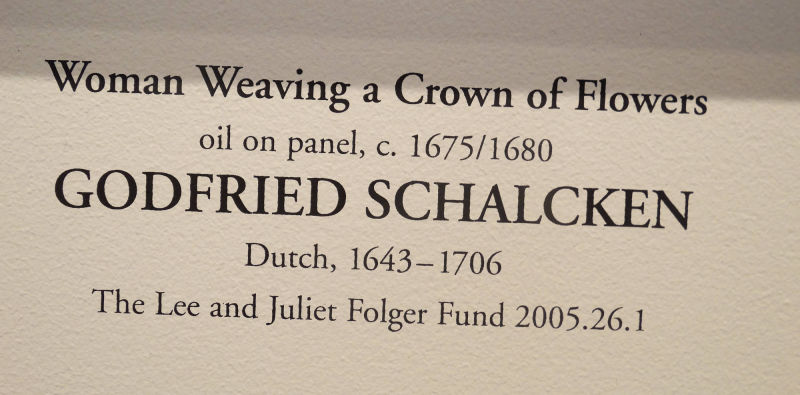 Woman Weaving a Crown of Flowers
oil on panel, c. 1675/1680
GODFRIED SCHALCKEN
Dutch, 1643–1706
The Lee and Juliet Folger Fund 2005.26.1